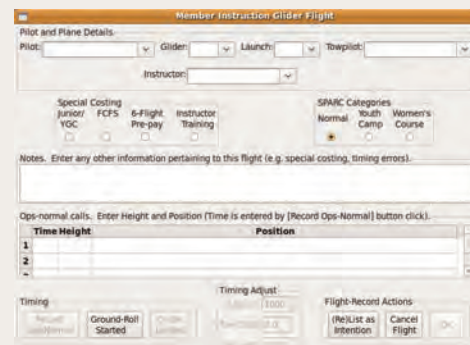 Member Instruction Glider Flight
Pilot and Plane Details
Pilot: Glider: Launch: Towpilot:
Instructor:
Special Costing SPARC Categories
Junior/ FCFS 6-Flight Instructor Normal Youth Women's
YGC Pre-pay Training Camp Course
Notes. Enter any other information pertaining to this flight (e.g. special costing, timing errors).
Ops-normal calls. Enter Height and Position (Time is entered by [Record Ops-Normal] button click).
Time Height Position
1
2
Timing Timing Adjust Flight-Record Actions
1000
Ground-Roll (Re)List as Cancel OK
Started Intention Flight